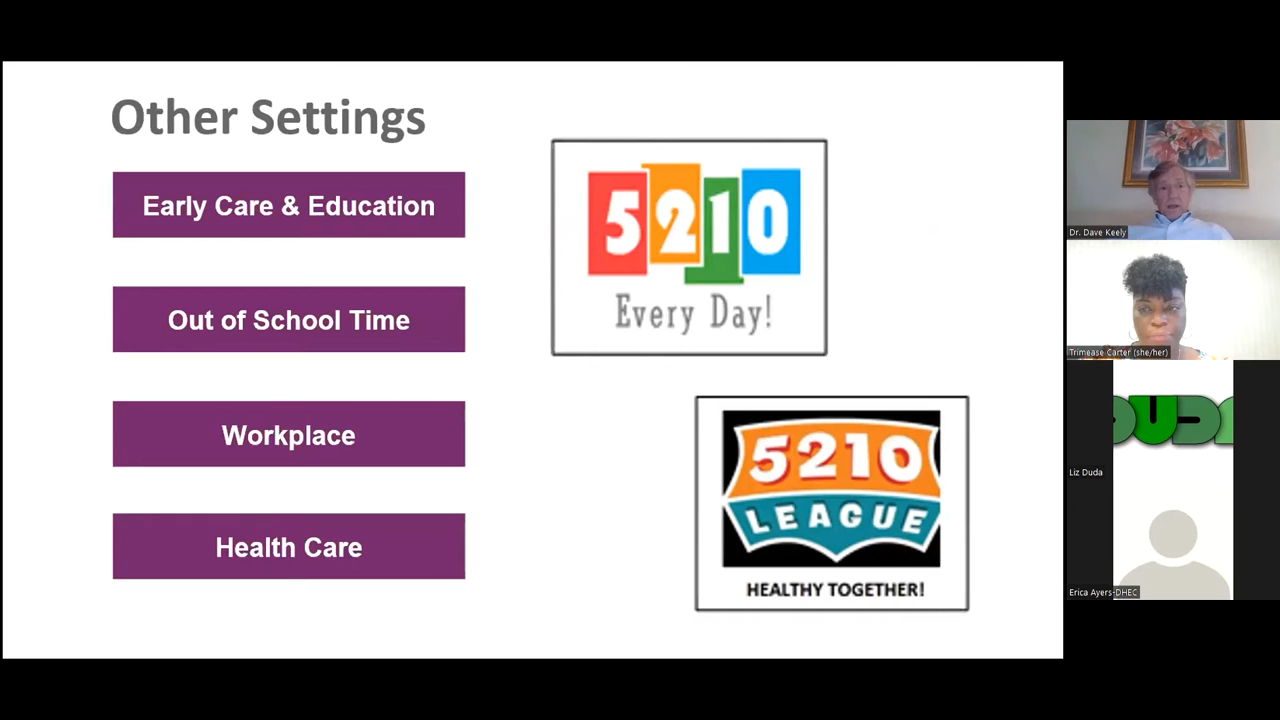 Other Settings
Early Care & Education
Out of School Time
Workplace
Health Care
5210
Every Day!
5210
LEAGUE
HEALTHY TOGETHER!
Dr. Dave Keely
Trimease Carter (she/her)
DUDA
Liz Duda
Erica Ayers-DHEC